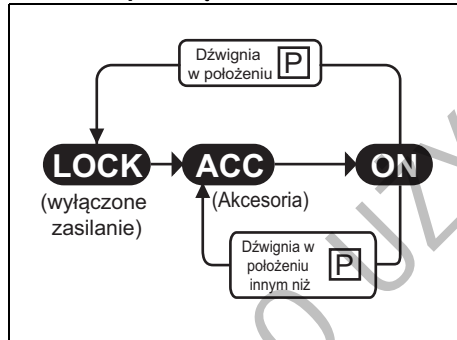 Dźwignia
w położeniu P
LOCK ACC ON
(wyłączone
zasilanie)
(Akcesoria)
Dźwignia w
położeniu
innym niż P